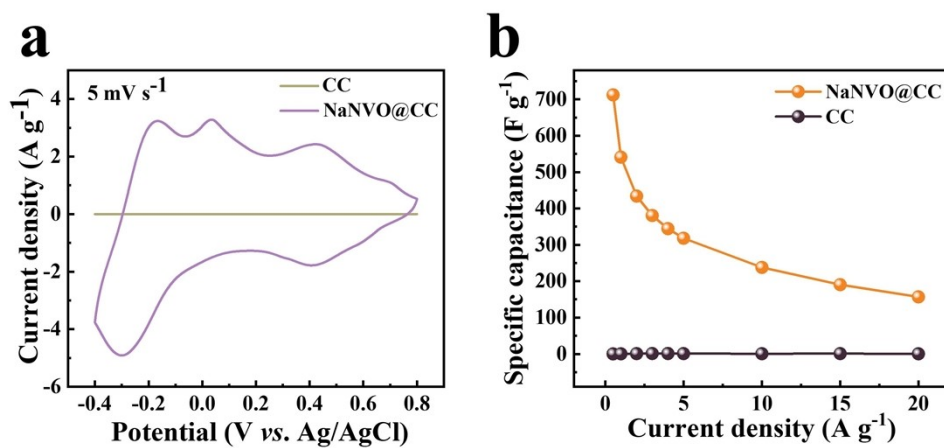 a
5 mV s⁻¹
CC
NaNVO@CC
Current density (A g⁻¹)
4
2
0
-2
-4
-6
-0.4 -0.2 0.0 0.2 0.4 0.6 0.8
Potential (V vs. Ag/AgCl)
b
NaNVO@CC
CC
Specific capacitance (F g⁻¹)
700
600
500
400
300
200
100
0
0 5 10 15 20
Current density (A g⁻¹)